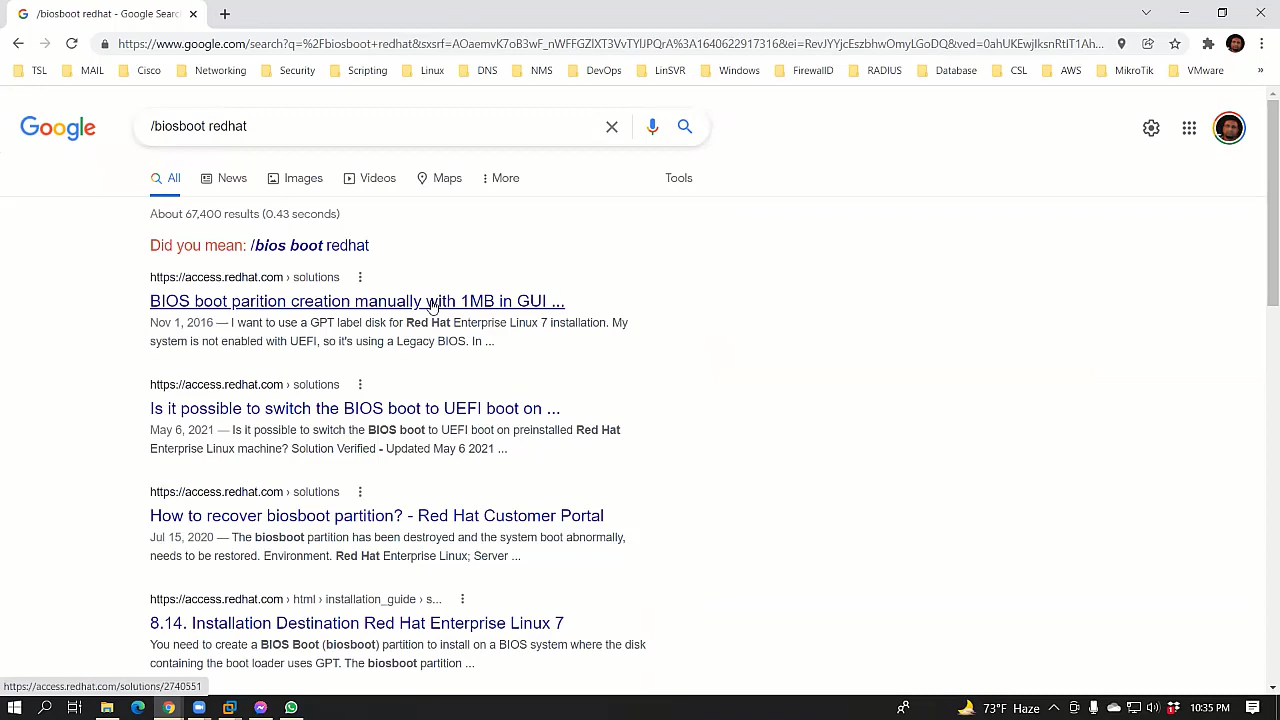 /biosboot redhat - Google Search
https://www.google.com/search?q=%2Fbiosboot+redhat&sxsrf=
TSL MAIL Cisco Networking Security Scripting Linux DNS NMS DevOps LinSVR Windows FirewallD RADIUS Database CSL AWS MikroTik VMware »
Google /biosboot redhat
All News Images Videos Maps More Tools
About 67,400 results (0.43 seconds)
Did you mean: /bios boot redhat
https://access.redhat.com › solutions
BIOS boot parition creation manually with 1MB in GUI ...
Nov 1, 2016 — I want to use a GPT label disk for Red Hat Enterprise Linux 7 installation. My
system is not enabled with UEFI, so it's using a Legacy BIOS. In ...
https://access.redhat.com › solutions
Is it possible to switch the BIOS boot to UEFI boot on ...
May 6, 2021 — Is it possible to switch the BIOS boot to UEFI boot on preinstalled Red Hat
Enterprise Linux machine? Solution Verified - Updated May 6 2021 ...
https://access.redhat.com › solutions
How to recover biosboot partition? - Red Hat Customer Portal
Jul 15, 2020 — The biosboot partition has been destroyed and the system boot abnormally,
needs to be restored. Environment. Red Hat Enterprise Linux; Server ...
https://access.redhat.com › html › installation_guide › s...
8.14. Installation Destination Red Hat Enterprise Linux 7
You need to create a BIOS Boot (biosboot) partition to install on a BIOS system where the disk
containing the boot loader uses GPT. The biosboot partition ...
https://access.redhat.com/solutions/2740551
73°F Haze 10:35 PM